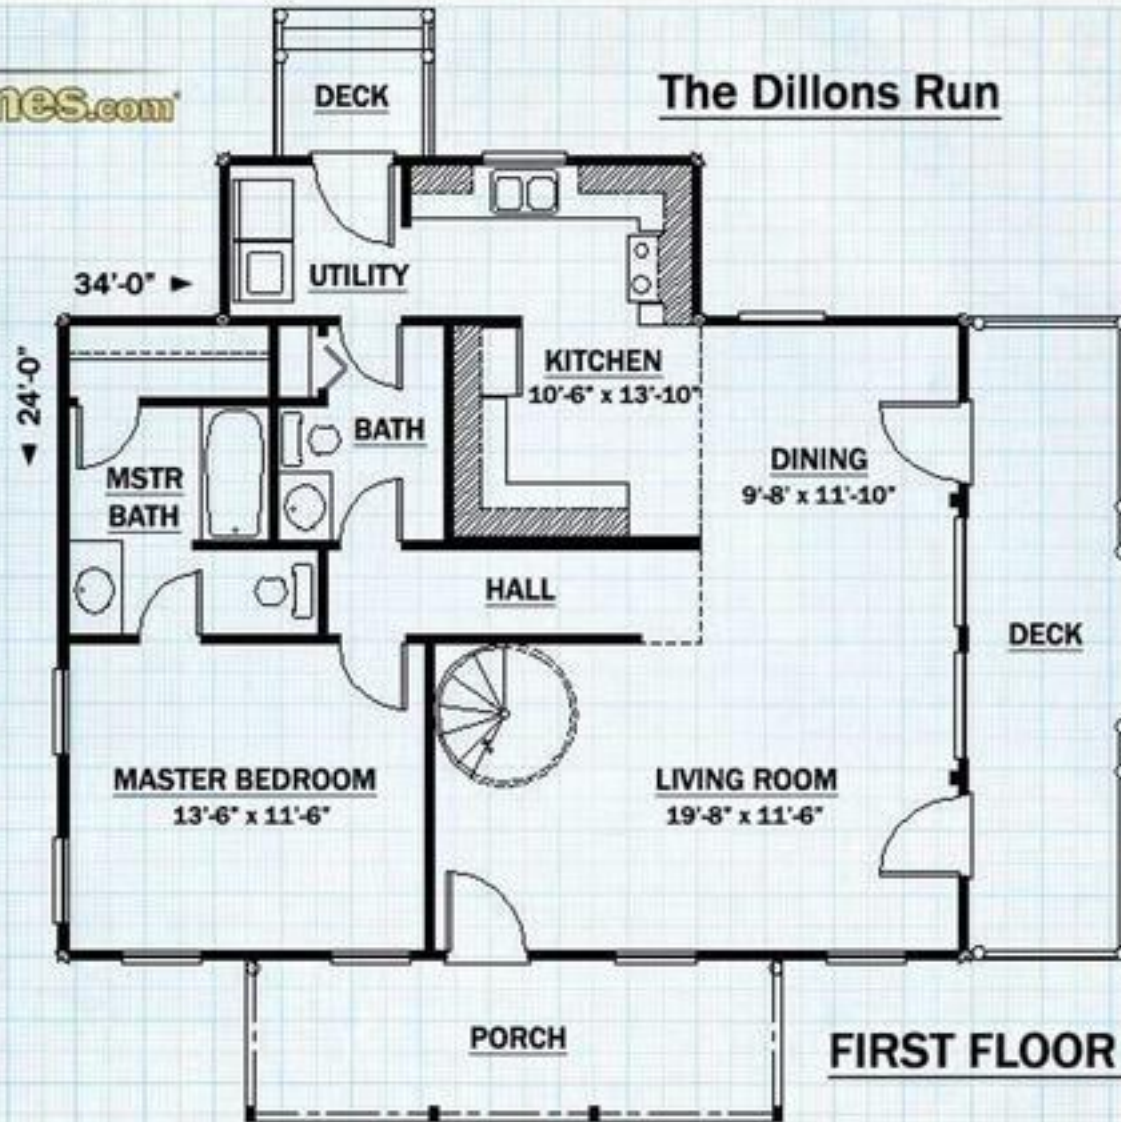 mes.com
DECK
The Dillons Run
34'-0"
UTILITY
24'-0"
KITCHEN
10'-6" x 13'-10"
BATH
MSTR
BATH
DINING
9'-8' x 11'-10"
HALL
DECK
MASTER BEDROOM
13'-6" x 11'-6"
LIVING ROOM
19'-8" x 11'-6"
PORCH
FIRST FLOOR